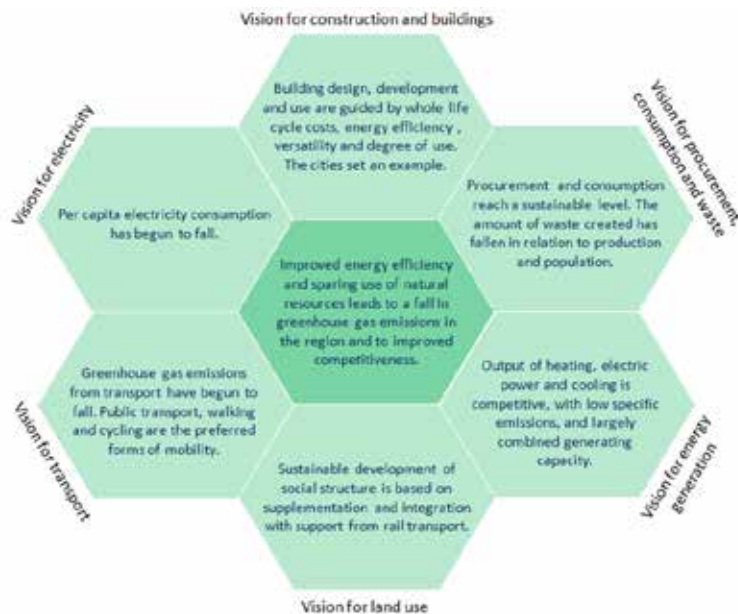 Vision for construction and buildings
Building design, development
and use are guided by whole life
cycle costs, energy efficiency ,
versatility and degree of use.
The cities set an example.
Vision for electricity
Per capita electricity consumption
has begun to fall.
Vision for procurement,
consumption and waste
Procurement and consumption
reach a sustainable level. The
amount of waste created has
fallen in relation to production
and population.
Improved energy efficiency
and sparing use of natural
resources leads to a fall in
greenhouse gas emissions in
the region and to improved
competitiveness.
Greenhouse gas emissions
from transport have begun to
fall. Public transport, walking
and cycling are the preferred
forms of mobility.
Vision for transport
Output of heating, electric
power and cooling is
competitive, with low specific
emissions, and largely
combined generating
capacity.
Vision for energy
generation
Sustainable development of
social structure is based on
supplementation and integration
with support from rail transport.
Vision for land use